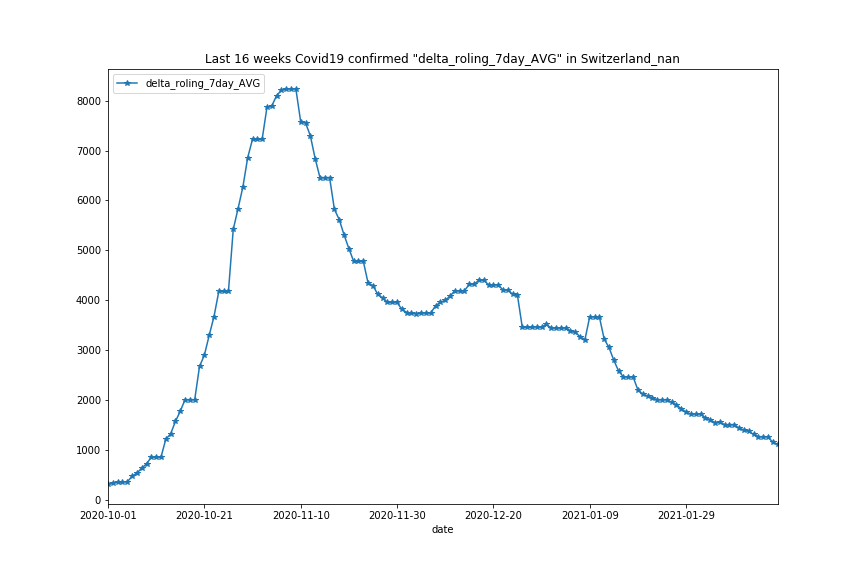 Last 16 weeks Covid19 confirmed "delta_roling_7day_AVG" in Switzerland_nan
delta_roling_7day_AVG
8000
7000
6000
5000
4000
3000
2000
1000
0
2020-10-01 2020-10-21 2020-11-10 2020-11-30 2020-12-20 2021-01-09 2021-01-29
date